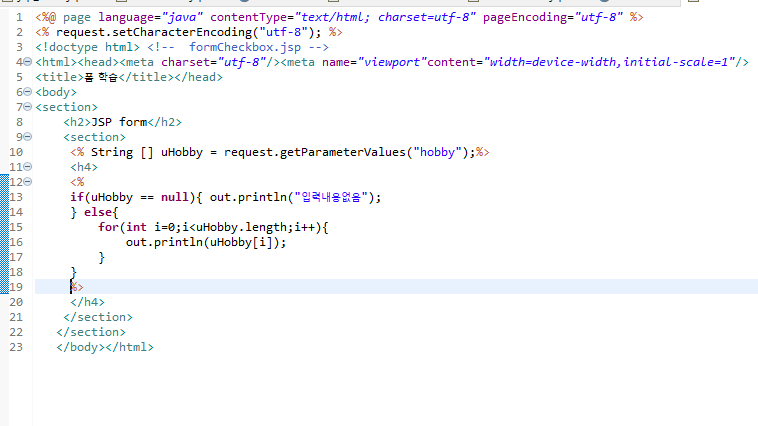 1 <%@ page language="java" contentType="text/html; charset=utf-8" pageEncoding="utf-8" %>
2 <% request.setCharacterEncoding("utf-8"); %>
3 <!doctype html> <!--  formCheckbox.jsp -->
4 <html><head><meta charset="utf-8"/><meta name="viewport"content="width=device-width,initial-scale=1"/>
5 <title>폼 학습</title></head>
6 <body>
7 <section>
8     <h2>JSP form</h2>
9     <section>
10      <% String [] uHobby = request.getParameterValues("hobby");%>
11      <h4>
12      <%
13      if(uHobby == null){ out.println("입력내용없음");
14      } else{
15          for(int i=0;i<uHobby.length;i++){
16              out.println(uHobby[i]);
17          }
18      }
19      %>
20      </h4>
21     </section>
22    </section>
23    </body></html>